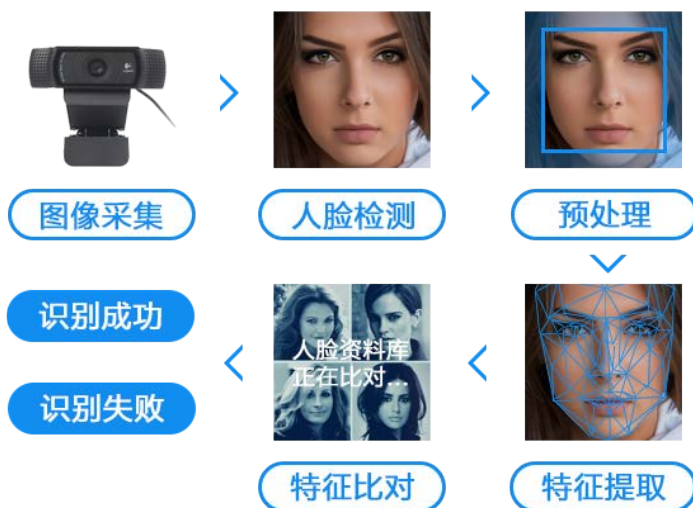 图像采集
人脸检测
预处理
识别成功
识别失败
人脸资料库
正在比对...
特征比对
特征提取